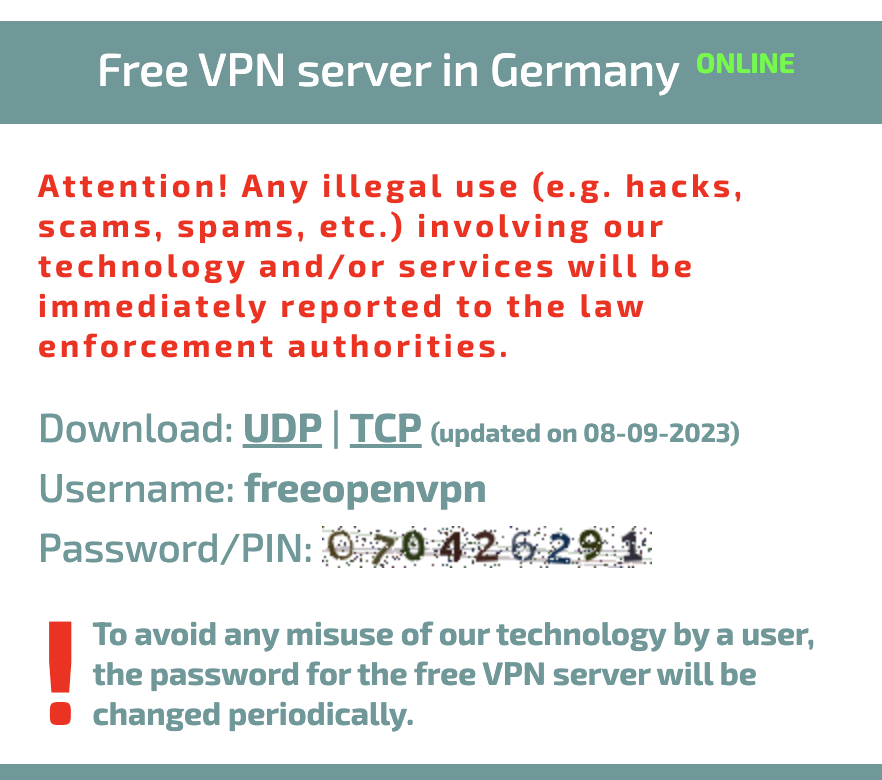 Free VPN server in Germany ONLINE
Attention! Any illegal use (e.g. hacks,
scams, spams, etc.) involving our
technology and/or services will be
immediately reported to the law
enforcement authorities.
Download: UDP | TCP (updated on 08-09-2023)
Username: freeopenvpn
Password/PIN: 070426291
! To avoid any misuse of our technology by a user,
the password for the free VPN server will be
changed periodically.